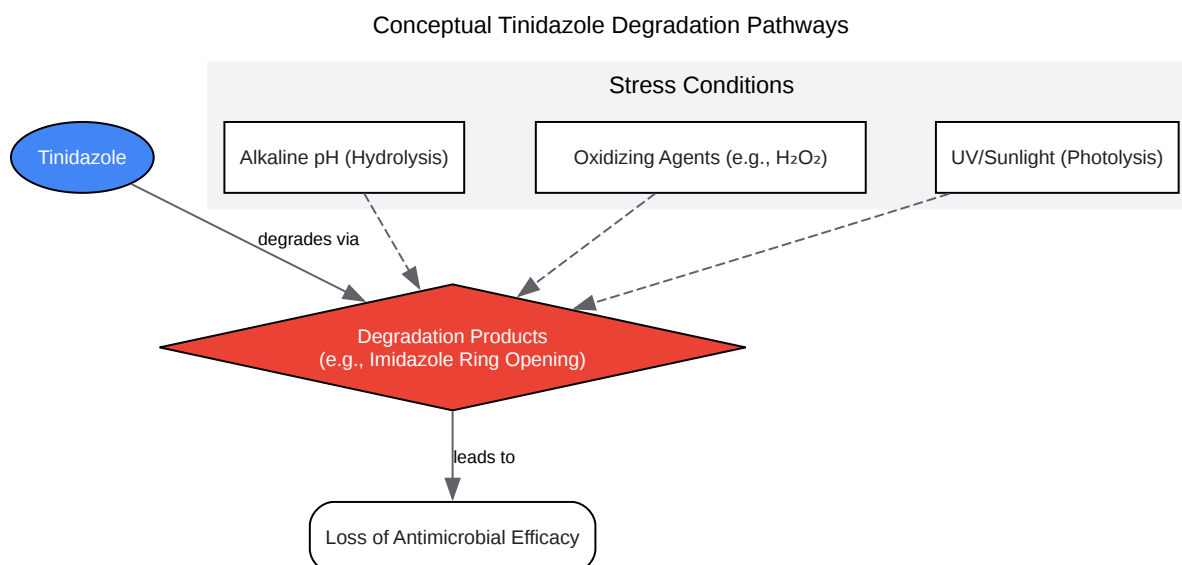 Conceptual Tinidazole Degradation Pathways
Stress Conditions
Tinidazole
Alkaline pH (Hydrolysis)
Oxidizing Agents (e.g., H₂O₂)
UV/Sunlight (Photolysis)
degrades via
Degradation Products
(e.g., Imidazole Ring Opening)
leads to
Loss of Antimicrobial Efficacy